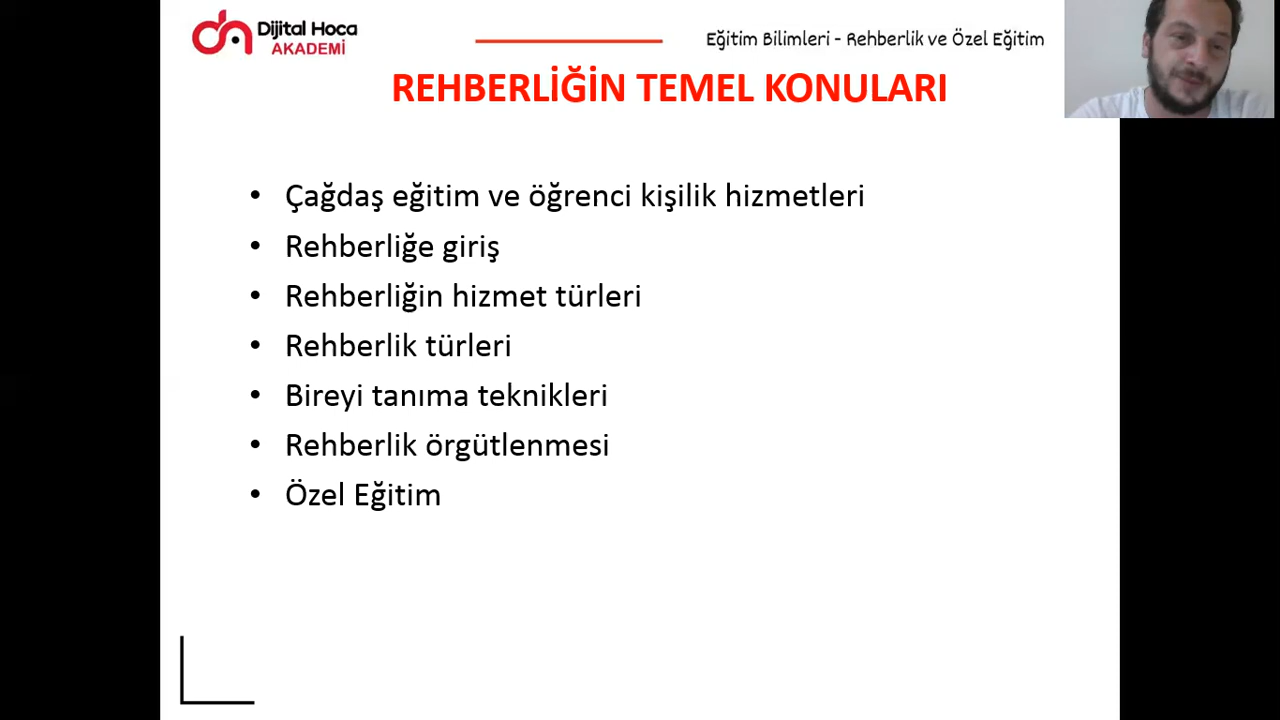 Dijital Hoca
AKADEMİ
Eğitim Bilimleri - Rehberlik ve Özel Eğitim
REHBERLİĞİN TEMEL KONULARI
• Çağdaş eğitim ve öğrenci kişilik hizmetleri
• Rehberliğe giriş
• Rehberliğin hizmet türleri
• Rehberlik türleri
• Bireyi tanıma teknikleri
• Rehberlik örgütlenmesi
• Özel Eğitim